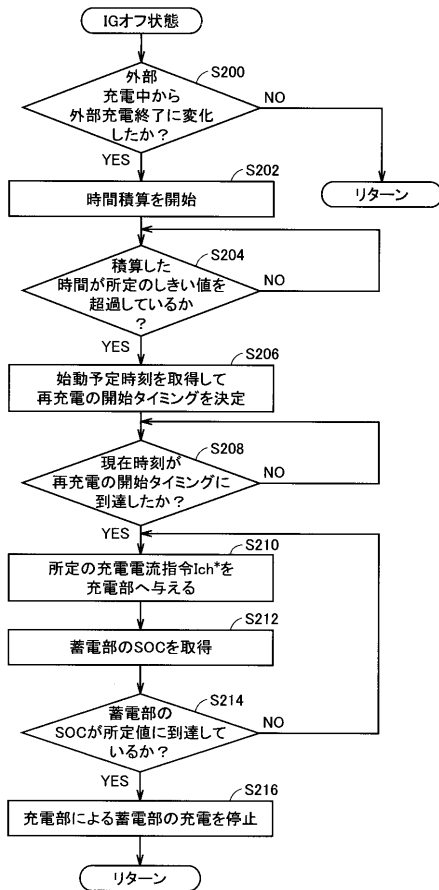 IGオフ状態
S200
外部
充電中から
外部充電終了に変化
したか?
NO
YES
リターン
S202
時間積算を開始
S204
積算した
時間が所定のしきい値を
超過しているか
?
NO
YES
S206
始動予定時刻を取得して
再充電の開始タイミングを決定
S208
現在時刻が
再充電の開始タイミングに
到達したか?
NO
YES
S210
所定の充電電流指令Ich*を
充電部へ与える
S212
蓄電部のSOCを取得
S214
蓄電部の
SOCが所定値に到達して
いるか?
NO
YES
S216
充電部による蓄電部の充電を停止
リターン